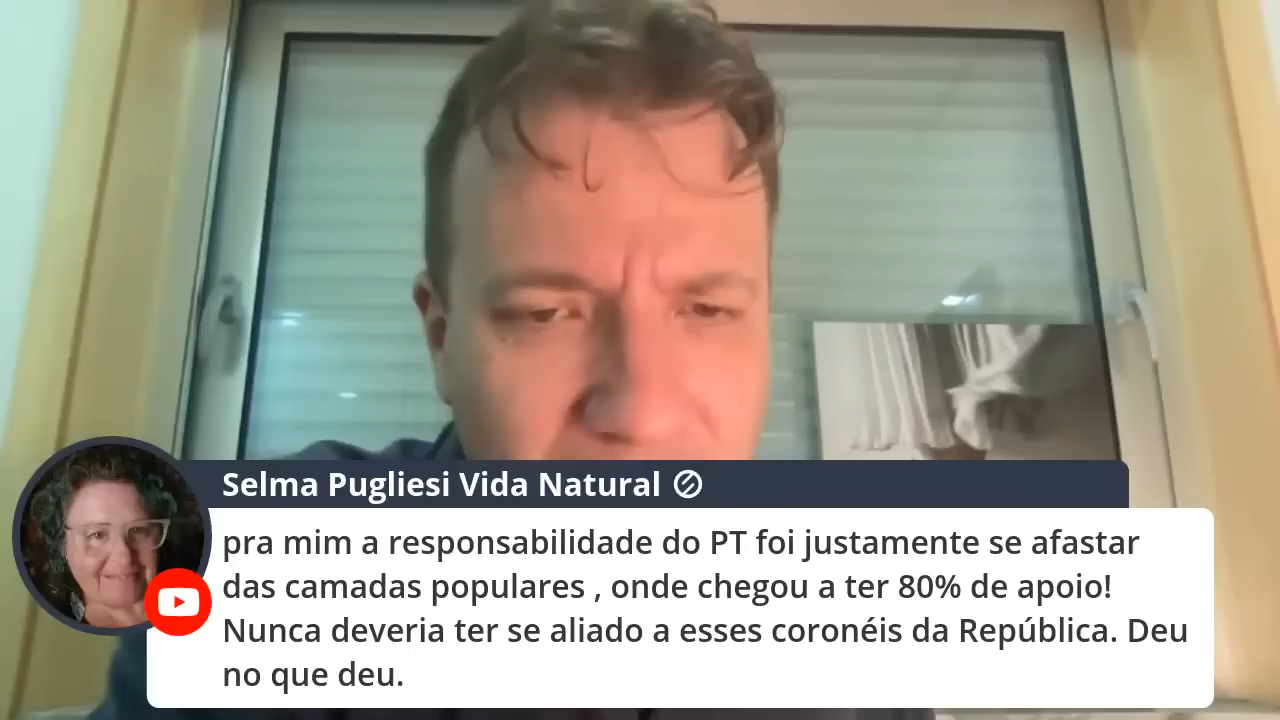 Selma Pugliesi Vida Natural
pra mim a responsabilidade do PT foi justamente se afastar
das camadas populares , onde chegou a ter 80% de apoio!
Nunca deveria ter se aliado a esses coronéis da República. Deu
no que deu.